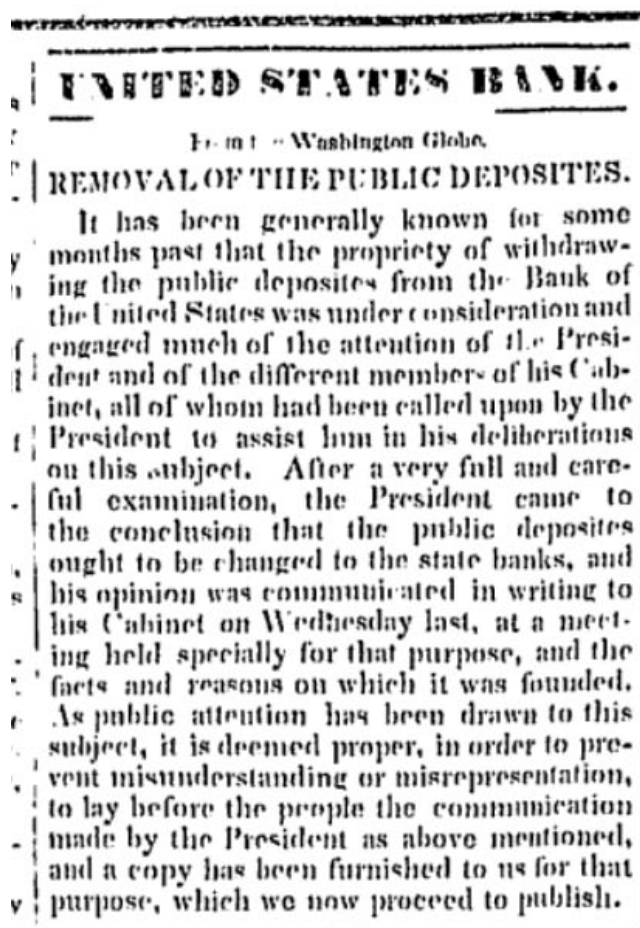 UNITED STATES BANK.
From the Washington Globe.
REMOVAL OF THE PUBLIC DEPOSITES.
It has been generally known for some
months past that the propriety of withdraw-
ing the public deposites from the Bank of
the United States was under consideration and
engaged much of the attention of the Presi-
dent and of the different members of his Cab-
inet, all of whom had been called upon by the
President to assist him in his deliberations
on this subject. After a very full and care-
ful examination, the President came to
the conclusion that the public deposites
ought to be changed to the state banks, and
his opinion was communicated in writing to
his Cabinet on Wednesday last, at a meet-
ing held specially for that purpose, and the
facts and reasons on which it was founded.
As public attention has been drawn to this
subject, it is deemed proper, in order to pre-
vent misunderstanding or misrepresentation,
to lay before the people the communication
made by the President as above mentioned,
and a copy has been furnished to us for that
purpose, which we now proceed to publish.